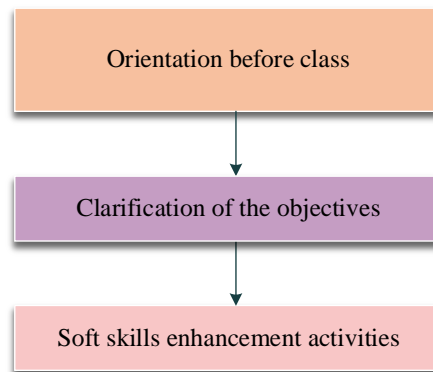 Orientation before class
Clarification of the objectives
Soft skills enhancement activities